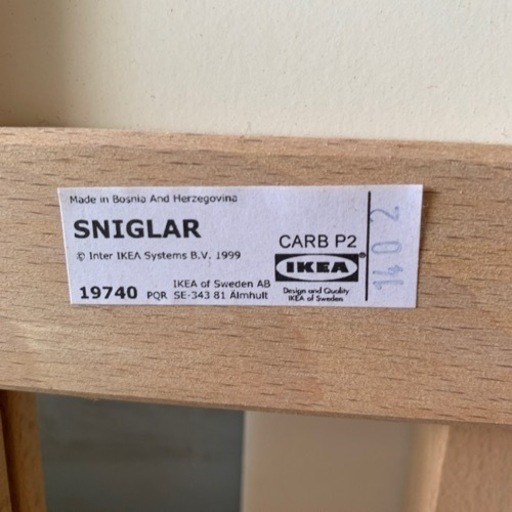 Made in Bosnia And Herzegovina
SNIGLAR
© Inter IKEA Systems B.V. 1999
CARB P2
IKEA®
19740 PQR
IKEA of Sweden AB
SE-343 81 Älmhult
Design and Quality
IKEA of Sweden
1402